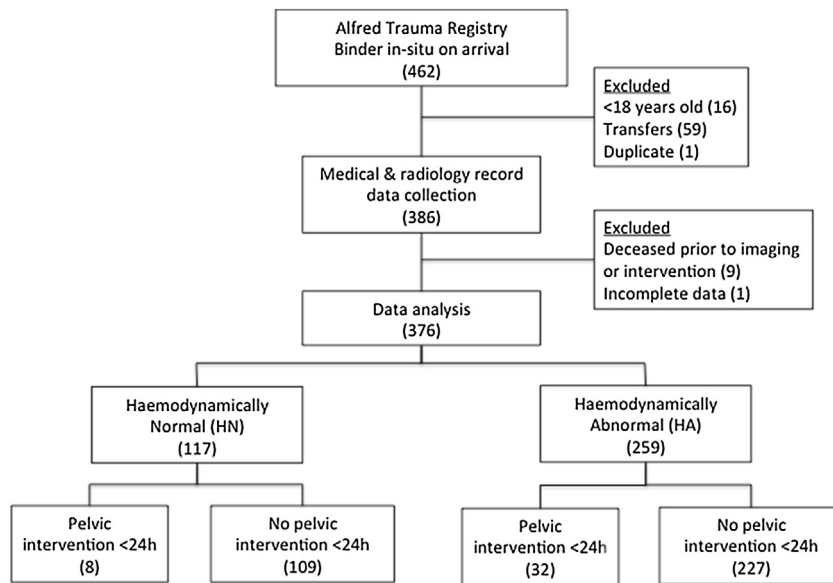 Alfred Trauma Registry
Binder in-situ on arrival
(462)
Excluded
<18 years old (16)
Transfers (59)
Duplicate (1)
Medical & radiology record
data collection
(386)
Excluded
Deceased prior to imaging
or intervention (9)
Incomplete data (1)
Data analysis
(376)
Haemodynamically
Normal (HN)
(117)
Haemodynamically
Abnormal (HA)
(259)
Pelvic
intervention <24h
(8)
No pelvic
intervention <24h
(109)
Pelvic
intervention <24h
(32)
No pelvic
intervention <24h
(227)